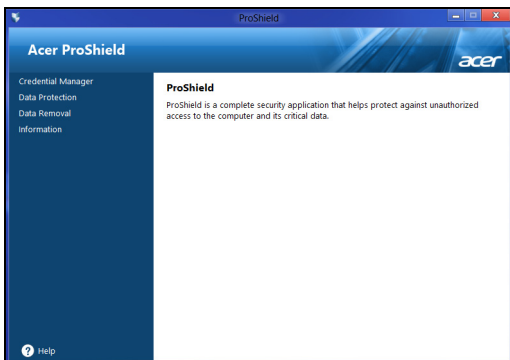 ProShield
Acer ProShield
acer
Credential Manager
Data Protection
Data Removal
Information
ProShield
ProShield is a complete security application that helps protect against unauthorized
access to the computer and its critical data.
? Help